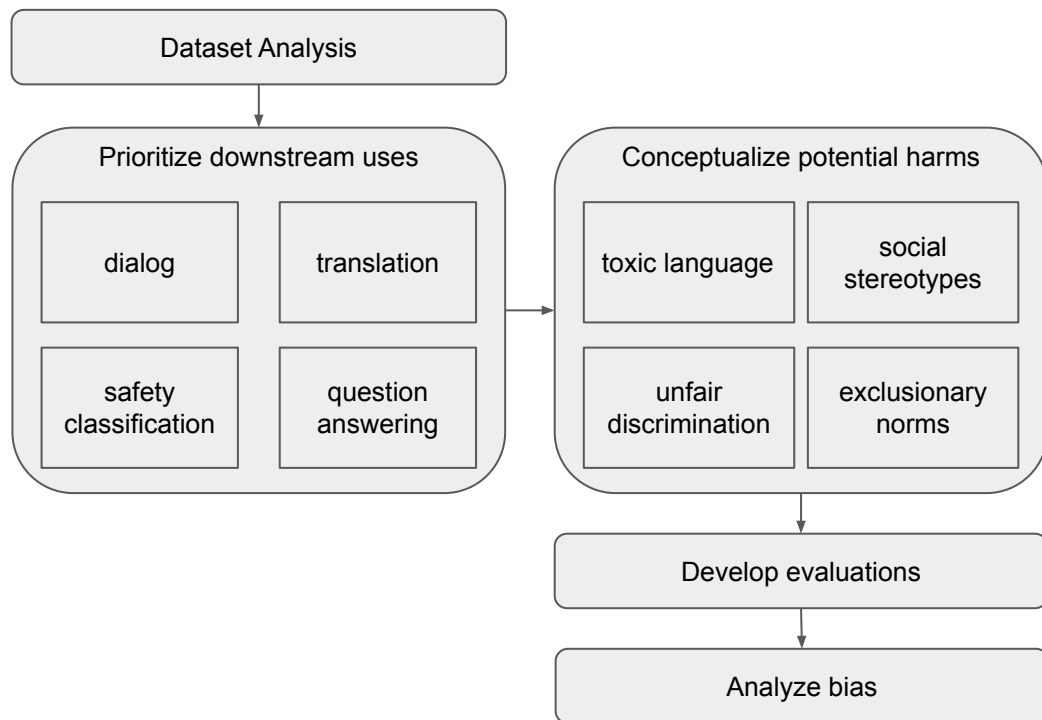 Dataset Analysis
Prioritize downstream uses
dialog
translation
safety
classification
question
answering
Conceptualize potential harms
toxic language
social
stereotypes
unfair
discrimination
exclusionary
norms
Develop evaluations
Analyze bias